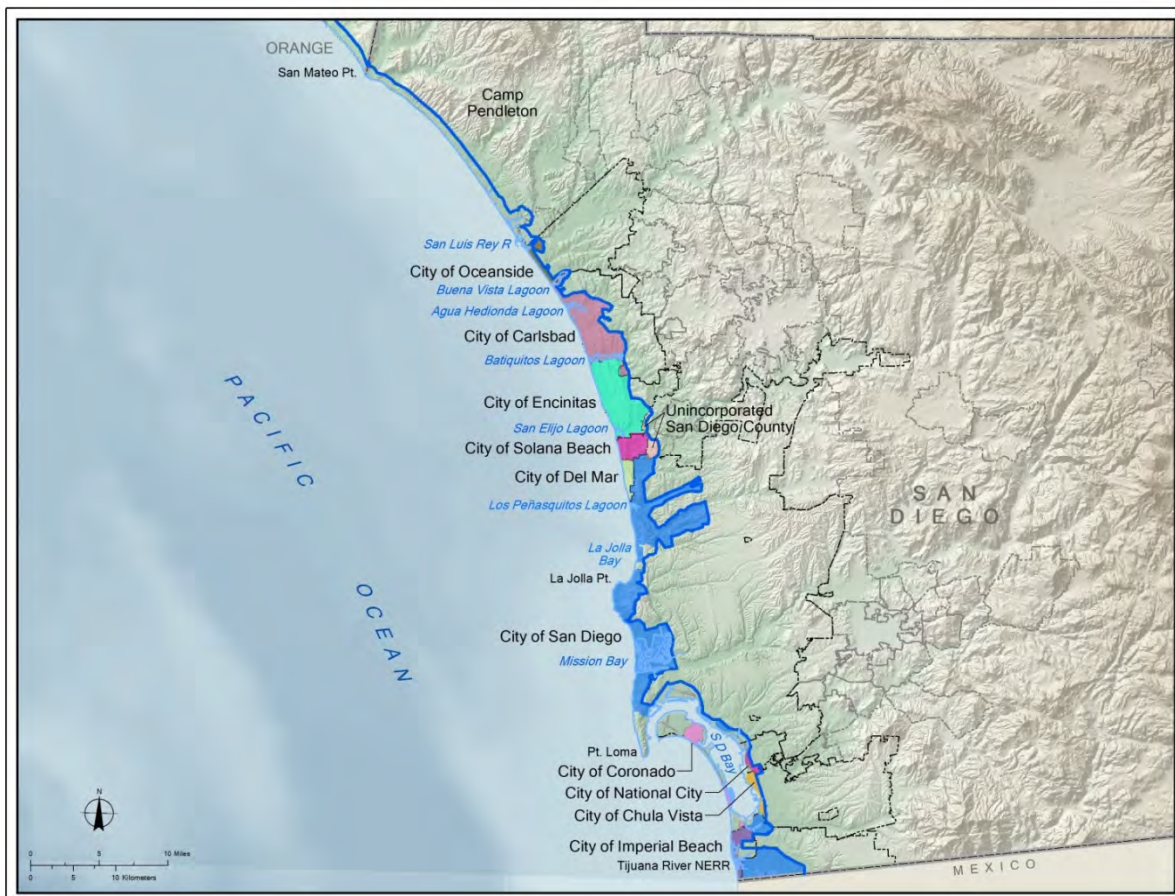 ORANGE
San Mateo Pt.
Camp
Pendleton
San Luis Rey R
City of Oceanside
Buena Vista Lagoon
Agua Hedionda Lagoon
City of Carlsbad
Batiquitos Lagoon
City of Encinitas
Unincorporated
San Diego County
San Elijo Lagoon
City of Solana Beach
City of Del Mar
Los Peñasquitos Lagoon
SAN
DIEGO
PACIFIC
OCEAN
La Jolla
Bay
La Jolla Pt.
City of San Diego
Mission Bay
S D Bay
Pt. Loma
City of Coronado
City of National City
City of Chula Vista
City of Imperial Beach
Tijuana River NERR
MEXICO
N
0 5 10 Miles
0 5 10 Kilometers